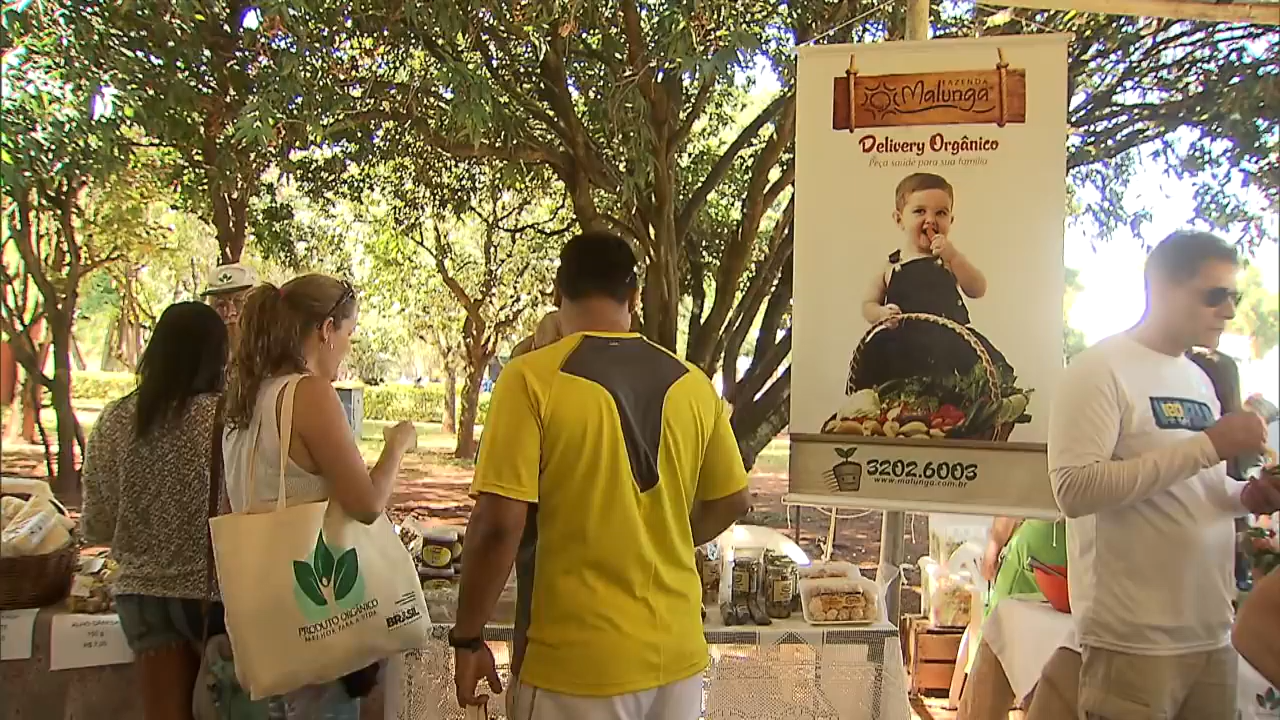 FAZENDA
Malunga
Delivery Orgânico
Peça saúde para sua família
3202.6003
www.malunga.com.br
PRODUTO ORGÂNICO
MELHOR PARA A VIDA
BRASIL